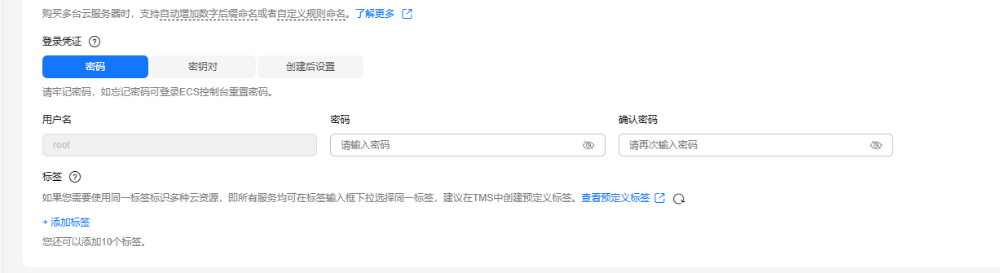 购买多台云服务器时，支持自动增加数字后缀命名或者自定义规则命名。了解更多
登录凭证
密码 密钥对 创建后设置
请牢记密码，如忘记密码可登录ECS控制台重置密码。
用户名 密码 确认密码
root 请输入密码 请再次输入密码
标签
如果您需要使用同一标签标识多种云资源，即所有服务均可在标签输入框下拉选择同一标签，建议在TMS中创建预定义标签。查看预定义标签
+ 添加标签
您还可以添加10个标签。